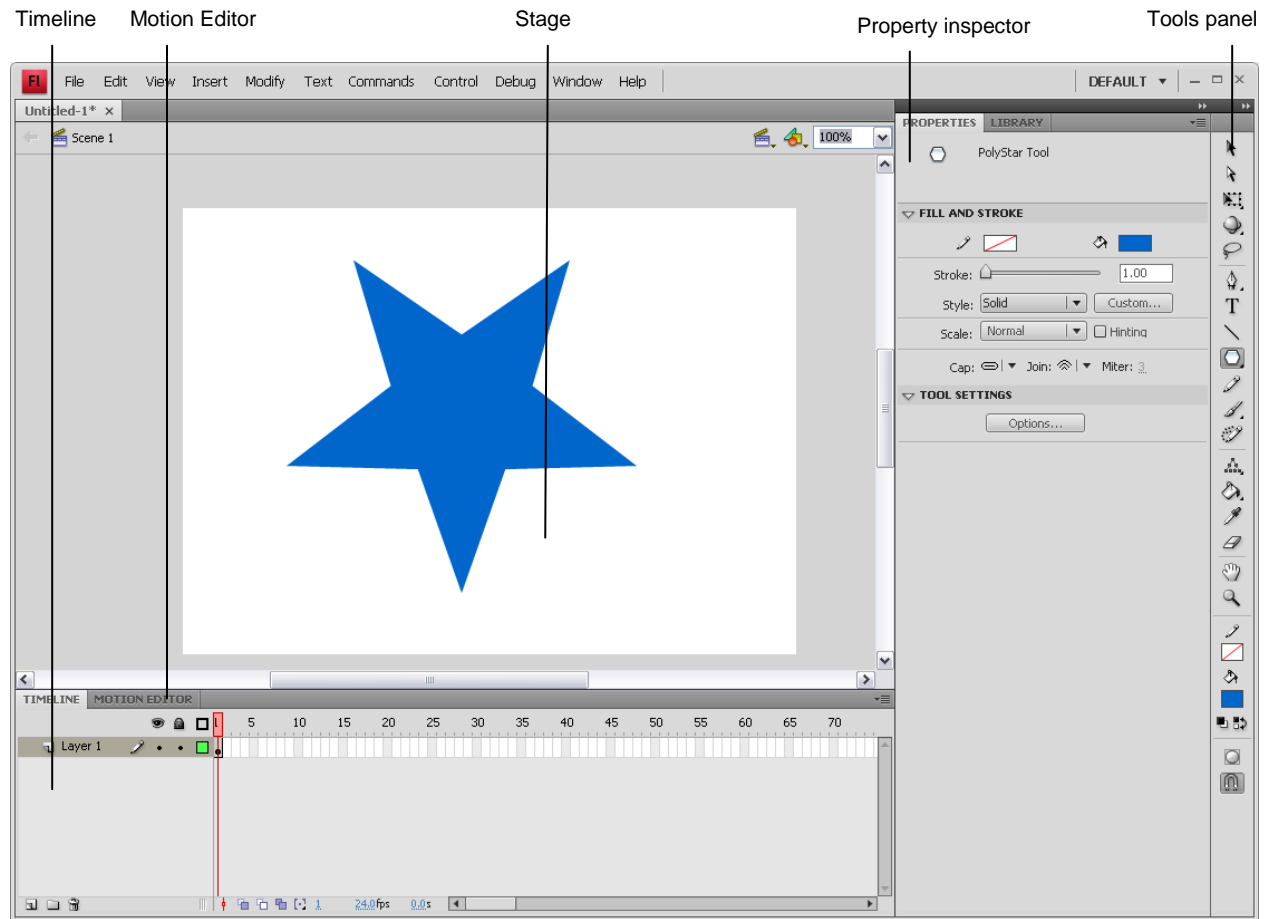 Timeline Motion Editor Stage Property inspector Tools panel
Fl File Edit View Insert Modify Text Commands Control Debug Window Help DEFAULT
Untitled-1*
Scene 1 100%
PROPERTIES LIBRARY
PolyStar Tool
FILL AND STROKE
Stroke: 1.00
Style: Solid Custom...
Scale: Normal Hinting
Cap: Join: Miter: 3
TOOL SETTINGS
Options...
T
TIMELINE MOTION EDITOR
1 5 10 15 20 25 30 35 40 45 50 55 60 65 70
Layer 1
1 24.0fps 0.0s